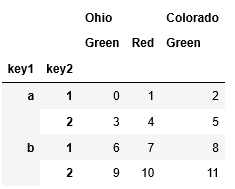 Ohio Colorado
Green Red Green
key1 key2
a 1 0 1 2
2 3 4 5
b 1 6 7 8
2 9 10 11